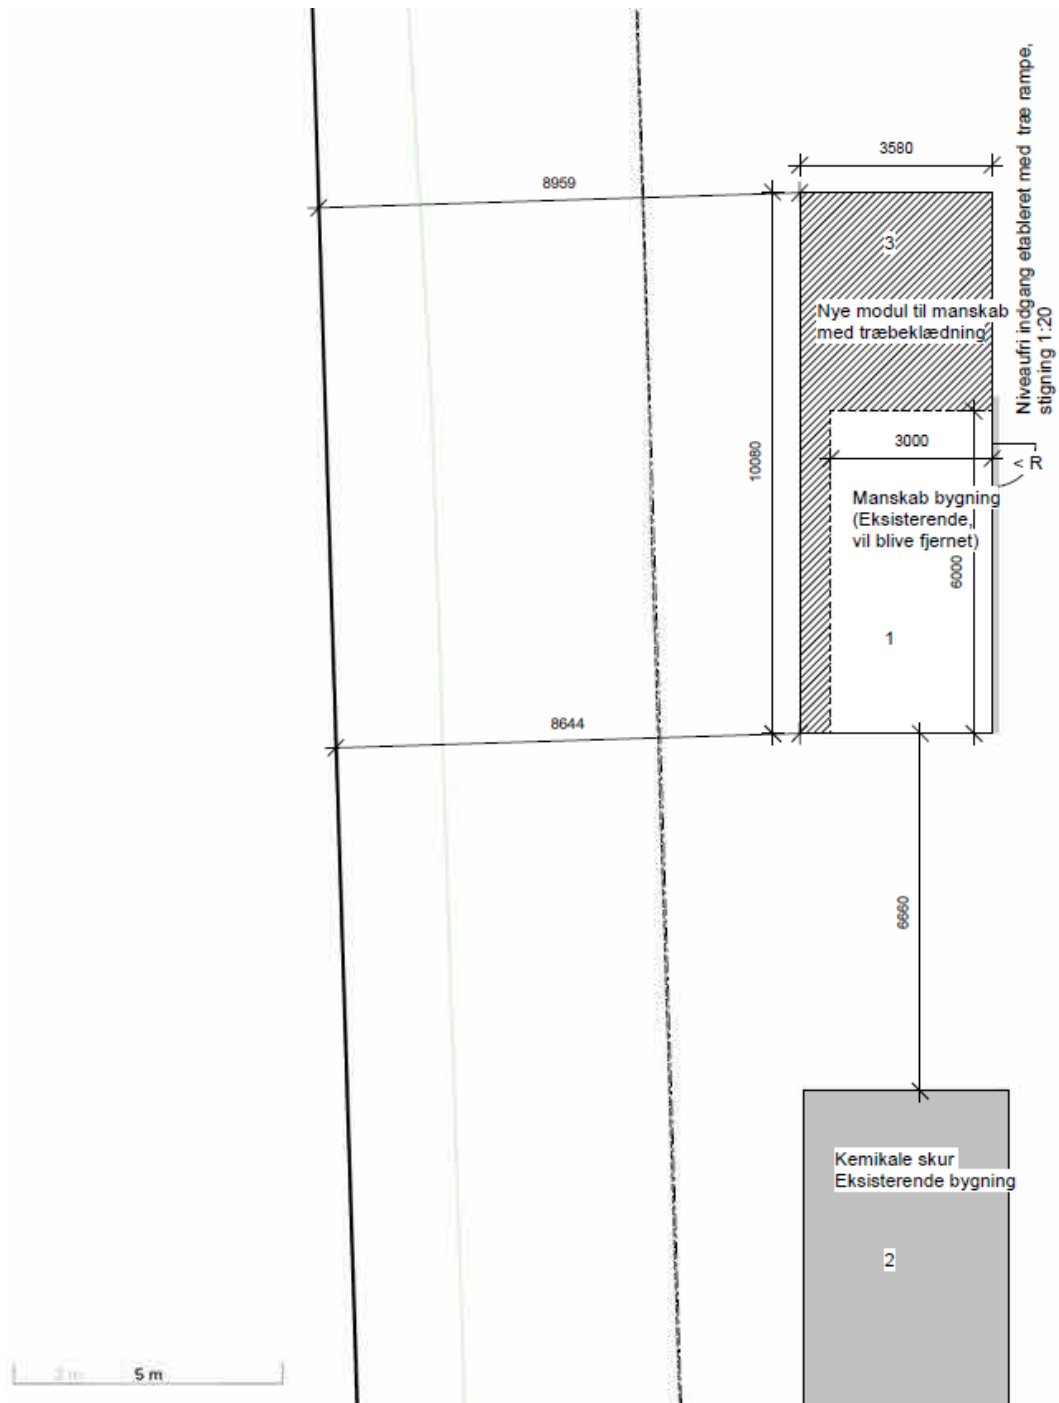 Niveaufri indgang etableret med træ rampe,
stigning 1:20
3580
8959
3
Nye modul til manskab
med træbeklædning
10080
3000
< R
Manskab bygning
(Eksisterende,
vil blive fjernet)
6000
1
8644
6660
Kemikale skur
Eksisterende bygning
2
2 m
5 m